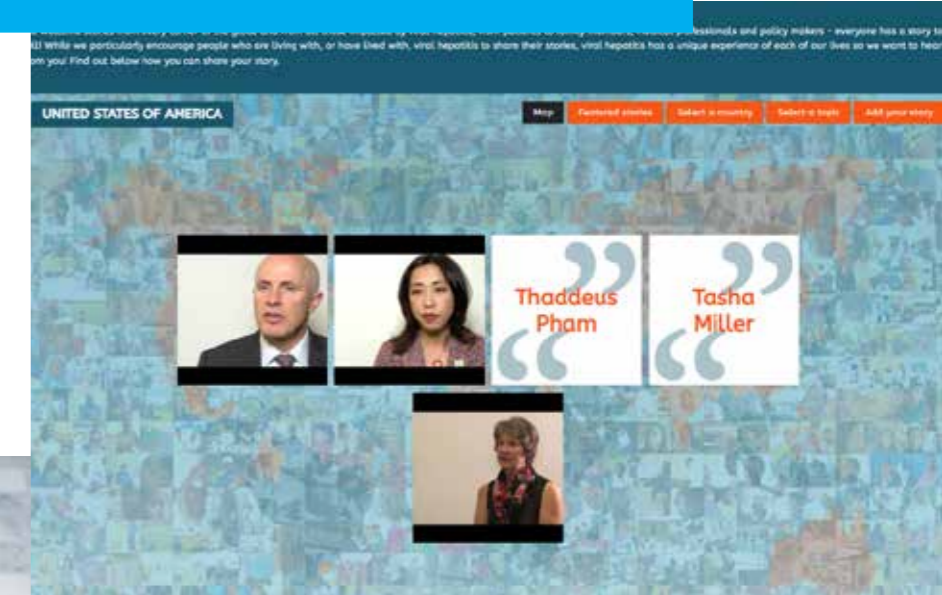 professionals and policy makers - everyone has a story to
tell! While we particularly encourage people who are living with, or have lived with, viral hepatitis to share their stories, viral hepatitis has a unique experience of each of our lives so we want to hear
from you! Find out below how you can share your story.
UNITED STATES OF AMERICA
Map
Featured stories
Select a country
Select a topic
Add your story
Thaddeus
Pham
Tasha
Miller